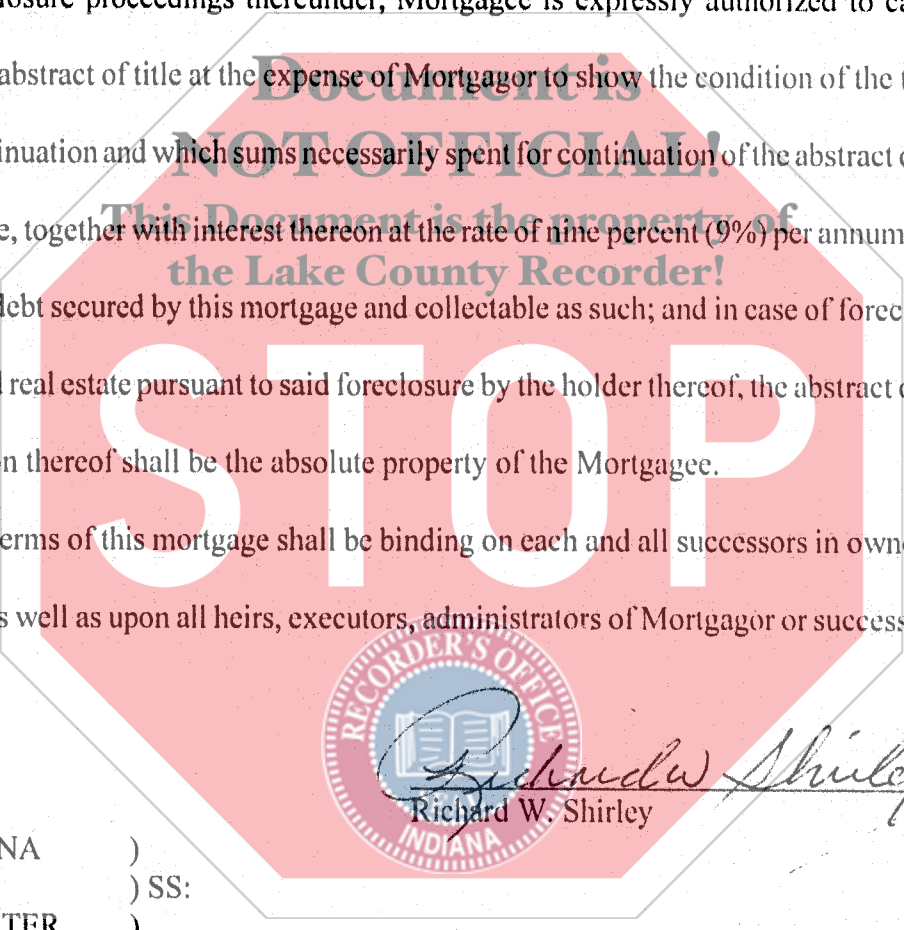 losure proceedings thereunder, Mortgagee is expressly authorized to ca
abstract of title at the expense of Mortgagor to show the condition of the t
Document is
inuation and which sums necessarily spent for continuation of the abstract o
NOT OFFICIAL!
e, together with interest thereon at the rate of nine percent (9%) per annum
This Document is the property of
the Lake County Recorder!
debt secured by this mortgage and collectable as such; and in case of forec
l real estate pursuant to said foreclosure by the holder thereof, the abstract o
STOP
n thereof shall be the absolute property of the Mortgagee.
erms of this mortgage shall be binding on each and all successors in owne
s well as upon all heirs, executors, administrators of Mortgagor or success
RECORDER'S OFFICE
Richard W Shirley
Richard W. Shirley
INDIANA
NA )
) SS:
TER )